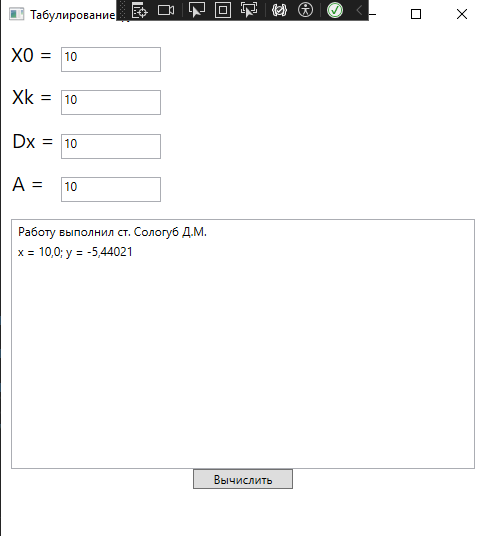 Табулирование
X0 = 10
Xk = 10
Dx = 10
A = 10
Работу выполнил ст. Сологуб Д.М.
x = 10,0; y = -5,44021
Вычислить